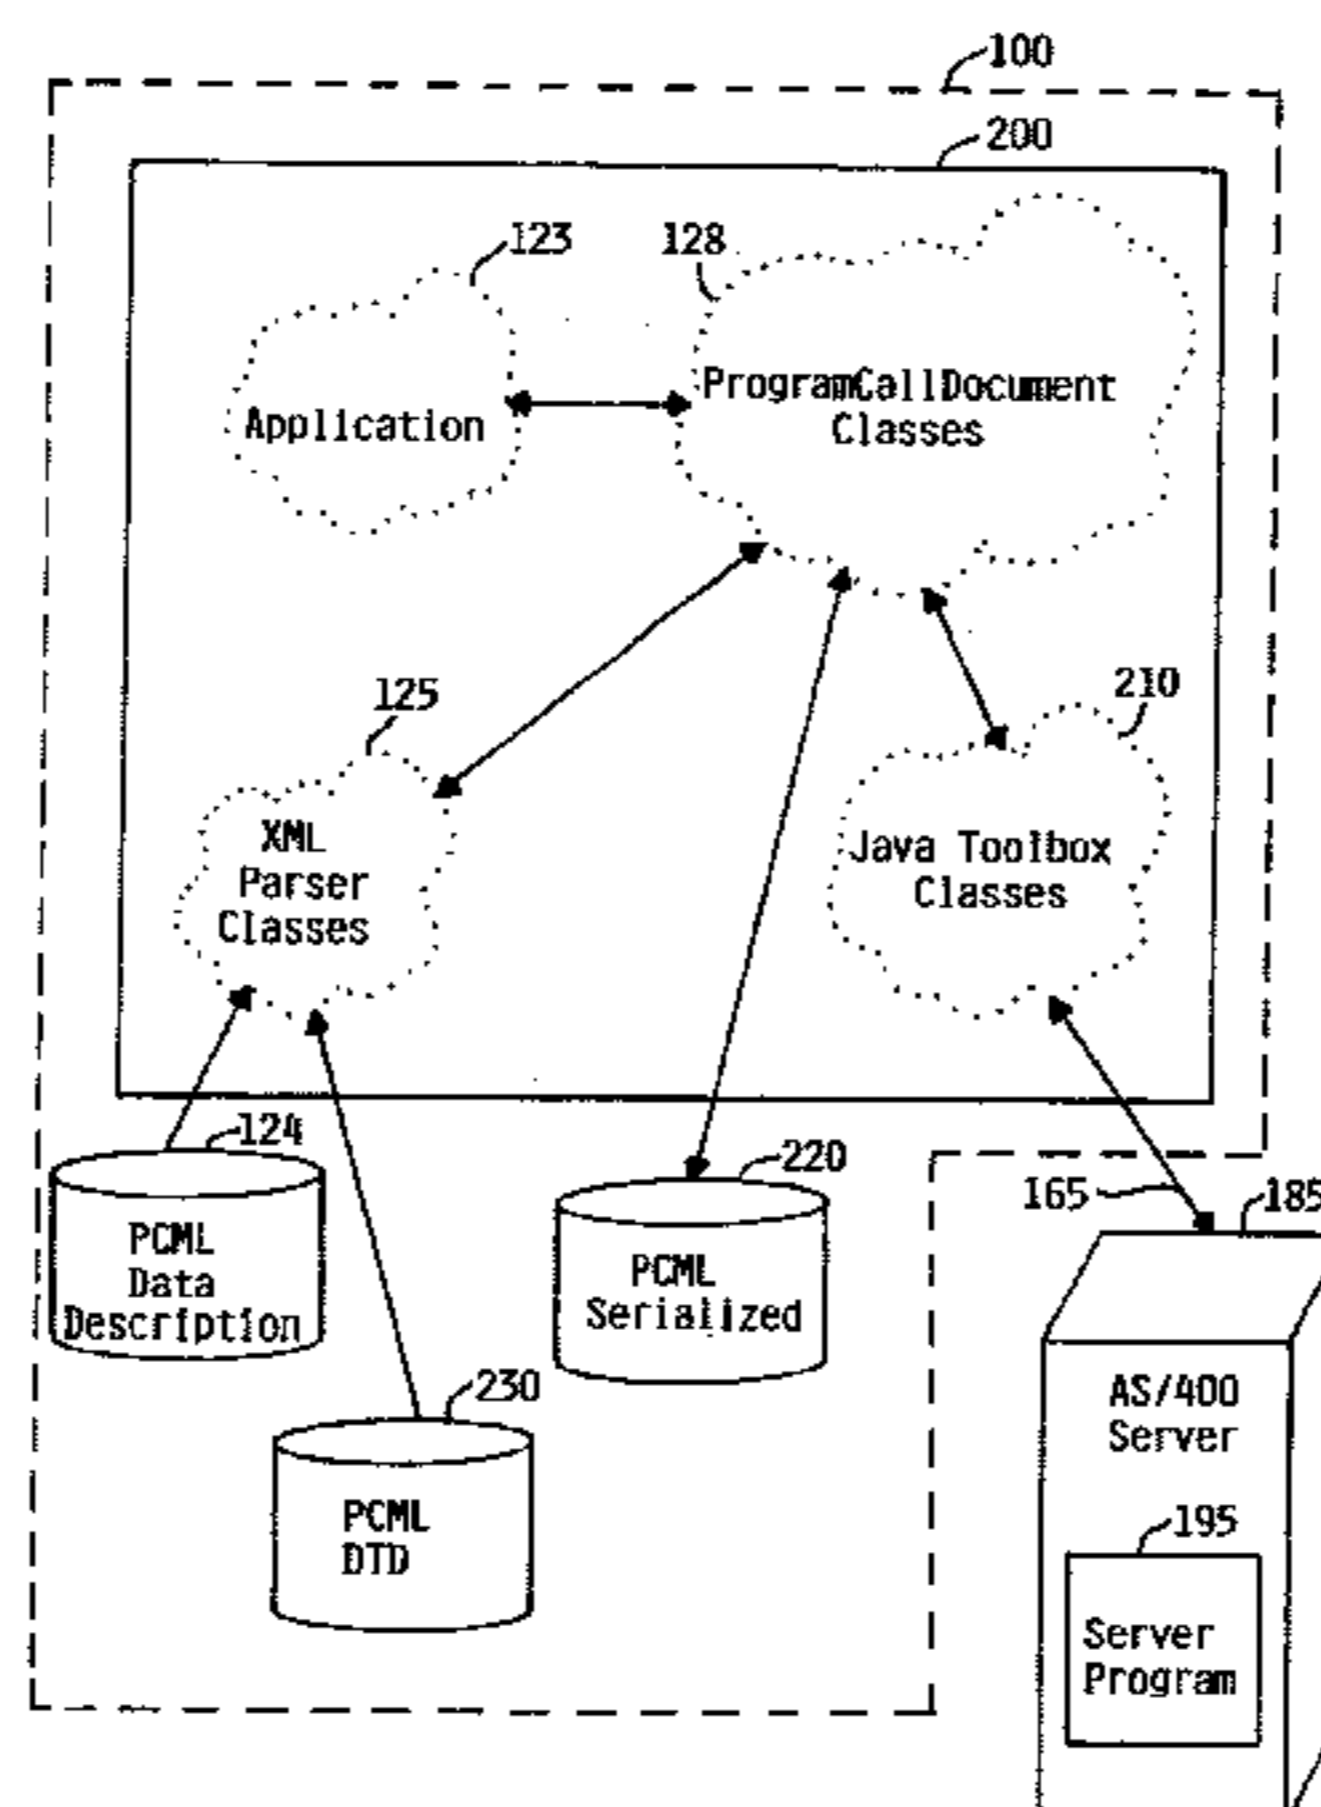 100
200
123
128
ProgramCallDocument
Classes
Application
125
210
XML
Parser
Classes
Java Toolbox
Classes
124
220
165
185
PCML
Data
Description
PCML
Serialized
230
AS/400
Server
PCML
DTD
195
Server
Program